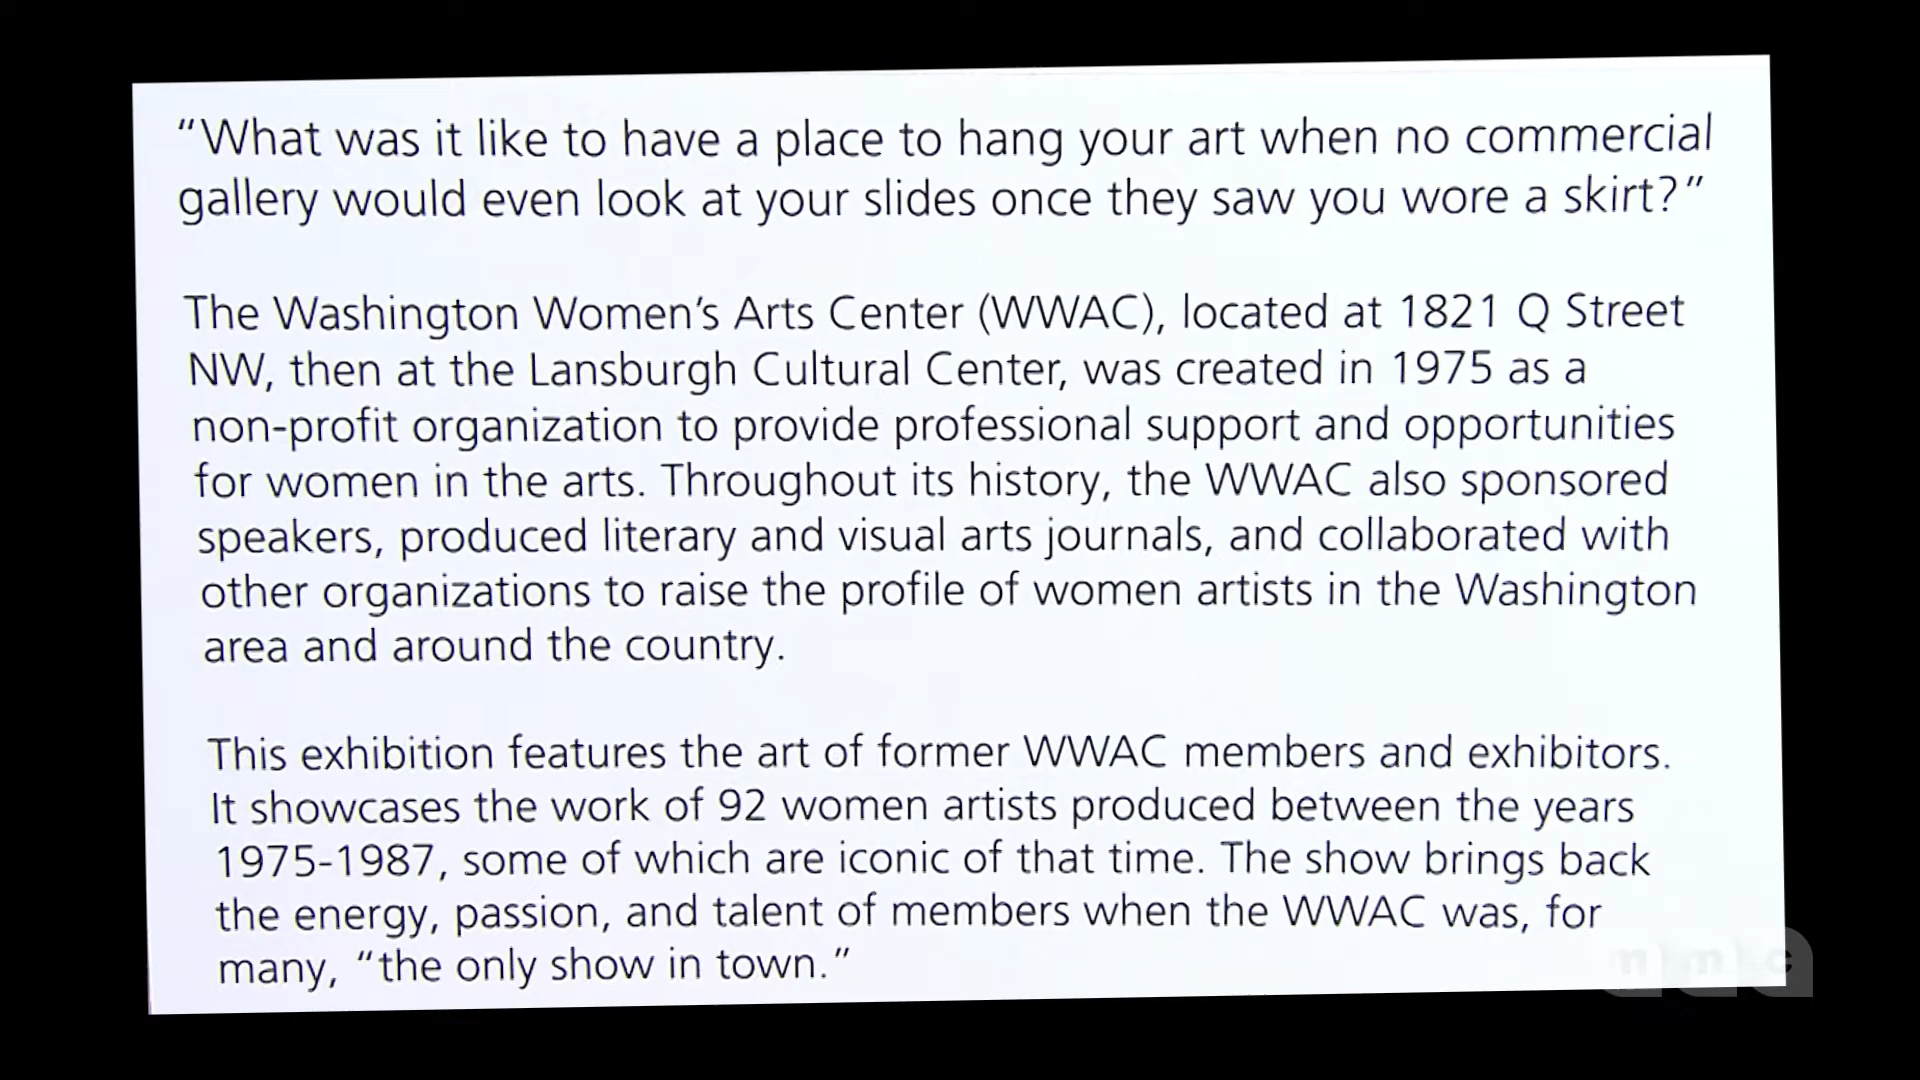 “What was it like to have a place to hang your art when no commercial
gallery would even look at your slides once they saw you wore a skirt?”
The Washington Women’s Arts Center (WWAC), located at 1821 Q Street
NW, then at the Lansburgh Cultural Center, was created in 1975 as a
non-profit organization to provide professional support and opportunities
for women in the arts. Throughout its history, the WWAC also sponsored
speakers, produced literary and visual arts journals, and collaborated with
other organizations to raise the profile of women artists in the Washington
area and around the country.
This exhibition features the art of former WWAC members and exhibitors.
It showcases the work of 92 women artists produced between the years
1975-1987, some of which are iconic of that time. The show brings back
the energy, passion, and talent of members when the WWAC was, for
many, “the only show in town.”